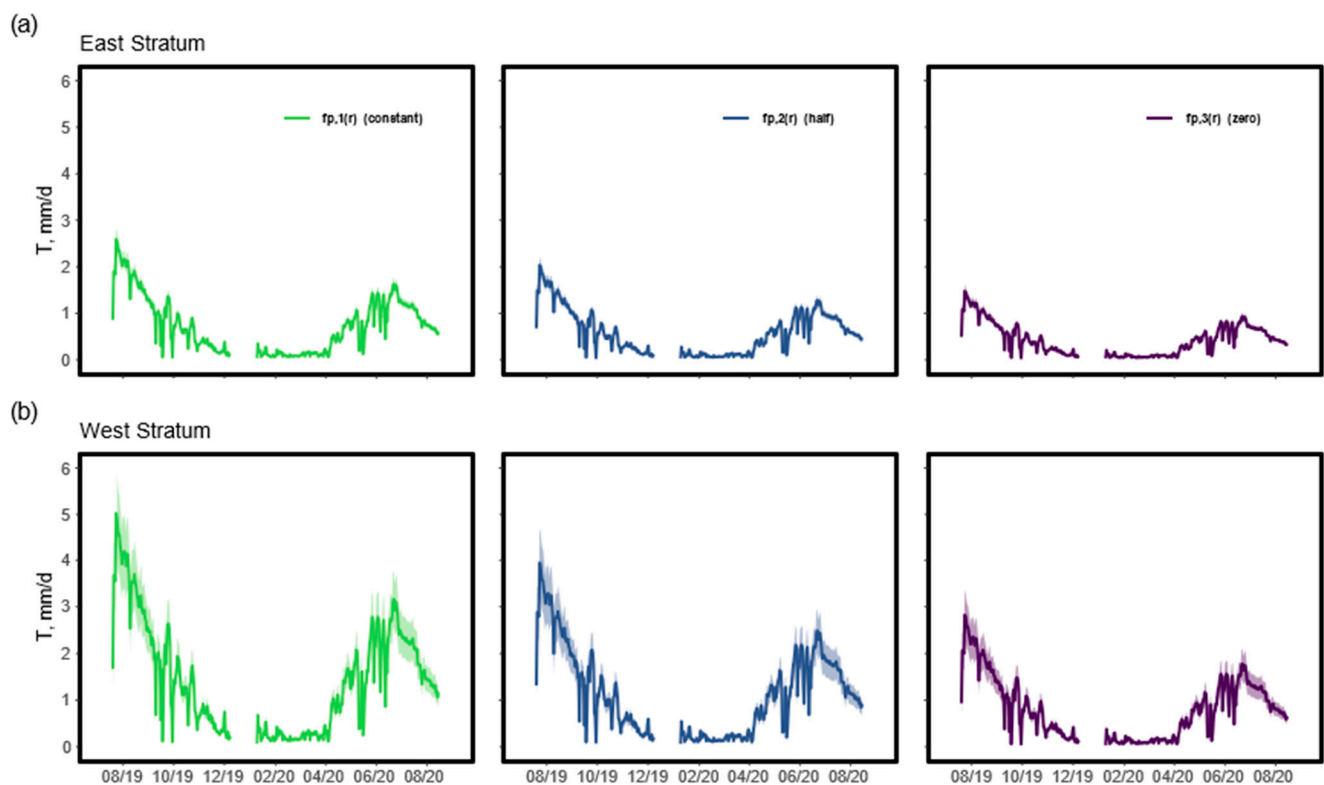 (a)
East Stratum
6
5
4
3
2
1
0
T, mm/d
fp,1(r) (constant)
fp,2(r) (half)
fp,3(r) (zero)
(b)
West Stratum
6
5
4
3
2
1
0
T, mm/d
08/19 10/19 12/19 02/20 04/20 06/20 08/20
08/19 10/19 12/19 02/20 04/20 06/20 08/20
08/19 10/19 12/19 02/20 04/20 06/20 08/20